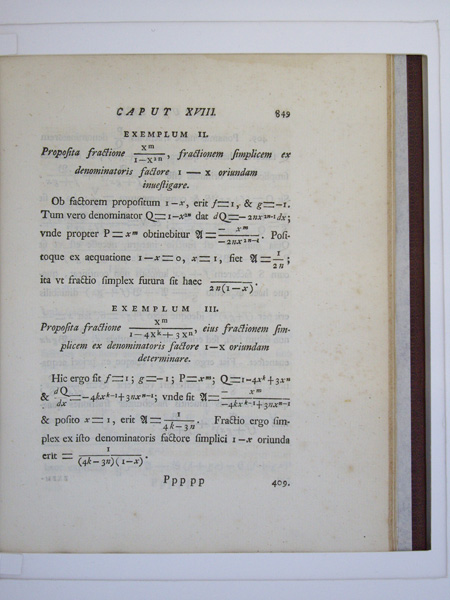 CAPUT XVIII. 849
EXEMPLUM II.
Propoſita fractione x^m/(1-x^{2n}), fractionem ſimplicem ex
denominatoris factore 1 — x oriundam
inueſtigare.
Ob factorem propoſitum 1-x, erit f=1, & g=-1.
Tum vero denominator Q=1-x^{2n} dat dQ=-2nx^{2n-1}dx;
vnde propter P=x^m obtinebitur 𝔄=(-x^m)/(-2nx^{2n-1}). Poſi-
toque ex aequatione 1-x=0, x=1, fiet 𝔄=1/(2n);
ita vt fractio ſimplex futura ſit haec 1/(2n(1-x)).
EXEMPLUM III.
Propoſita fractione x^m/(1-4x^k+3x^n), eius fractionem ſim-
plicem ex denominatoris factore 1-x oriundam
determinare.
Hic ergo fit f=1; g=-1; P=x^m; Q=1-4x^k+3x^n
& dQ/dx=-4kx^{k-1}+3nx^{n-1}; vnde fit 𝔄=(-x^m)/(-4kx^{k-1}+3nx^{n-1})
& poſito x=1, erit 𝔄=1/(4k-3n). Fractio ergo ſim-
plex ex iſto denominatoris factore ſimplici 1-x oriunda
erit = 1/((4k-3n)(1-x)).
Ppp pp 409.